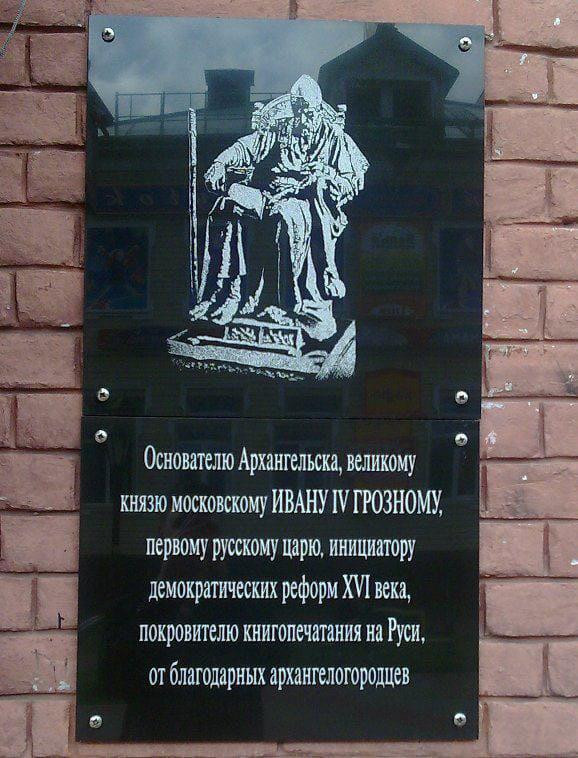 Основателю Архангельска, великому
князю московскому ИВАНУ IV ГРОЗНОМУ,
первому русскому царю, инициатору
демократических реформ XVI века,
покровителю книгопечатания на Руси,
от благодарных архангелогородцев